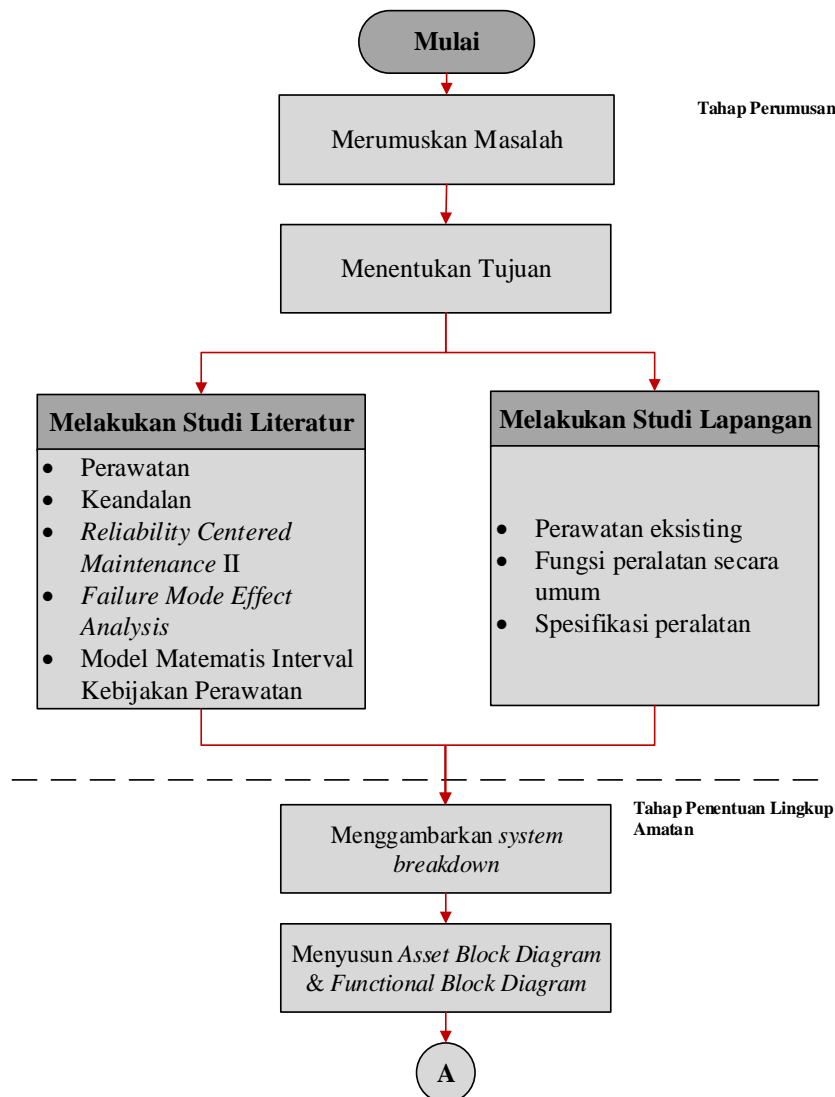 Mulai
Tahap Perumusan
Merumuskan Masalah
Menentukan Tujuan
Melakukan Studi Literatur
• Perawatan
• Keandalan
• Reliability Centered
Maintenance II
• Failure Mode Effect
Analysis
• Model Matematis Interval
Kebijakan Perawatan
Melakukan Studi Lapangan
• Perawatan eksisting
• Fungsi peralatan secara
umum
• Spesifikasi peralatan
Tahap Penentuan Lingkup
Amatan
Menggambarkan system
breakdown
Menyusun Asset Block Diagram
& Functional Block Diagram
A